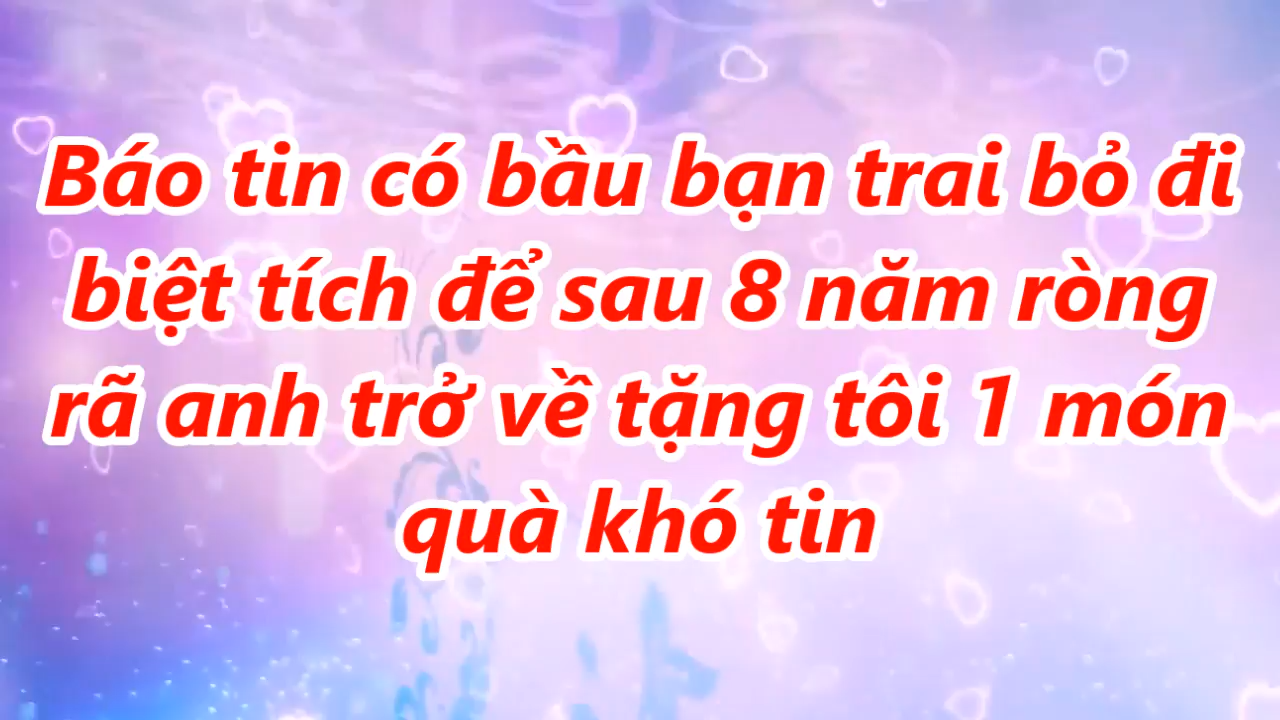 Báo tin có bầu bạn trai bỏ đi
biệt tích để sau 8 năm ròng
rã anh trở về tặng tôi 1 món
quà khó tin